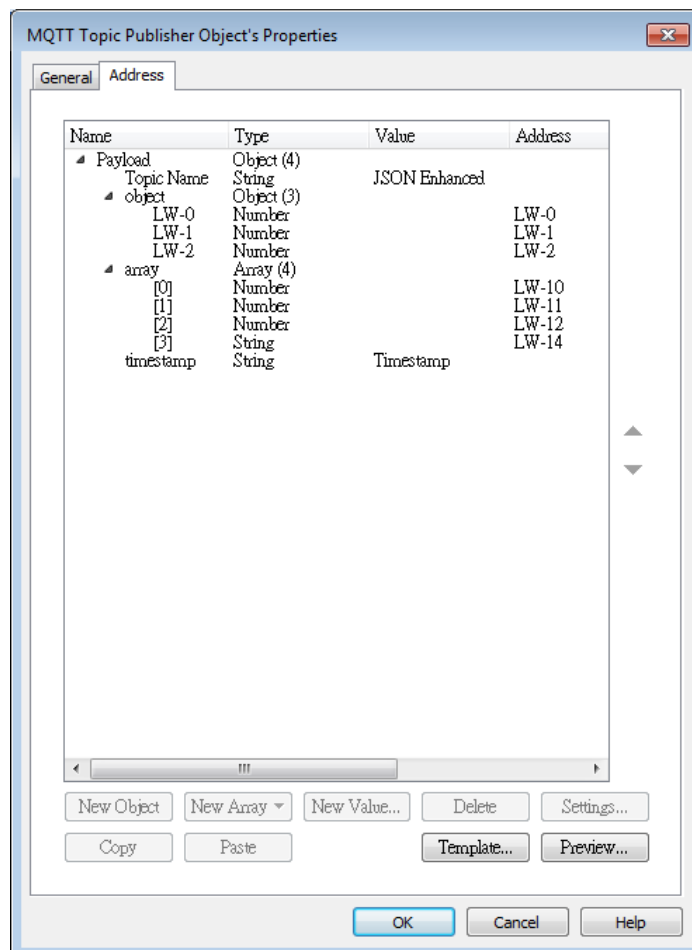 MQTT Topic Publisher Object's Properties
General Address
Name Type Value Address
Payload Object (4)
Topic Name String JSON Enhanced
object Object (3)
LW-0 Number LW-0
LW-1 Number LW-1
LW-2 Number LW-2
array Array (4)
[0] Number LW-10
[1] Number LW-11
[2] Number LW-12
[3] String LW-14
timestamp String Timestamp
New Object New Array New Value... Delete Settings...
Copy Paste Template... Preview...
OK Cancel Help